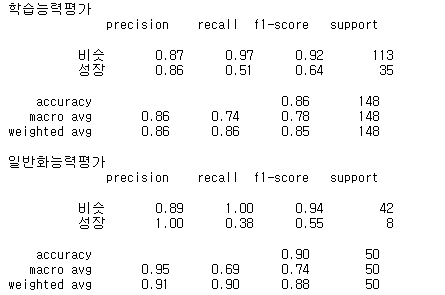 학습능력평가
precision recall f1-score support
비슷 0.87 0.97 0.92 113
성장 0.86 0.51 0.64 35
accuracy 0.86 148
macro avg 0.86 0.74 0.78 148
weighted avg 0.86 0.86 0.85 148
일반화능력평가
precision recall f1-score support
비슷 0.89 1.00 0.94 42
성장 1.00 0.38 0.55 8
accuracy 0.90 50
macro avg 0.95 0.69 0.74 50
weighted avg 0.91 0.90 0.88 50